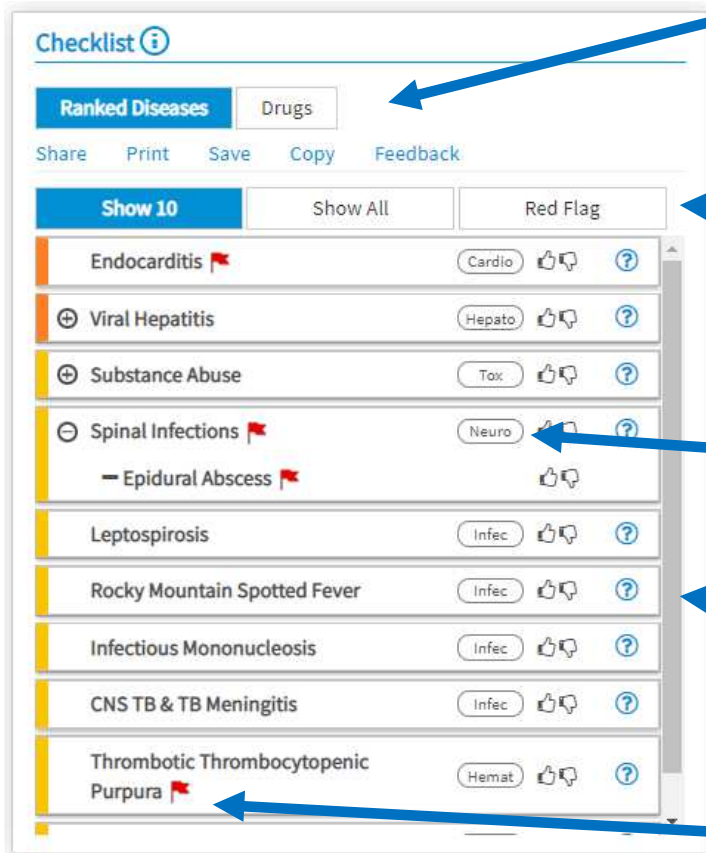 Checklist
Ranked Diseases Drugs
Share Print Save Copy Feedback
Show 10 Show All Red Flag
Endocarditis Cardio
Viral Hepatitis Hepato
Substance Abuse Tox
Spinal Infections Neuro
Epidural Abscess
Leptospirosis Infec
Rocky Mountain Spotted Fever Infec
Infectious Mononucleosis Infec
CNS TB & TB Meningitis Infec
Thrombotic Thrombocytopenic
Purpura Hemat